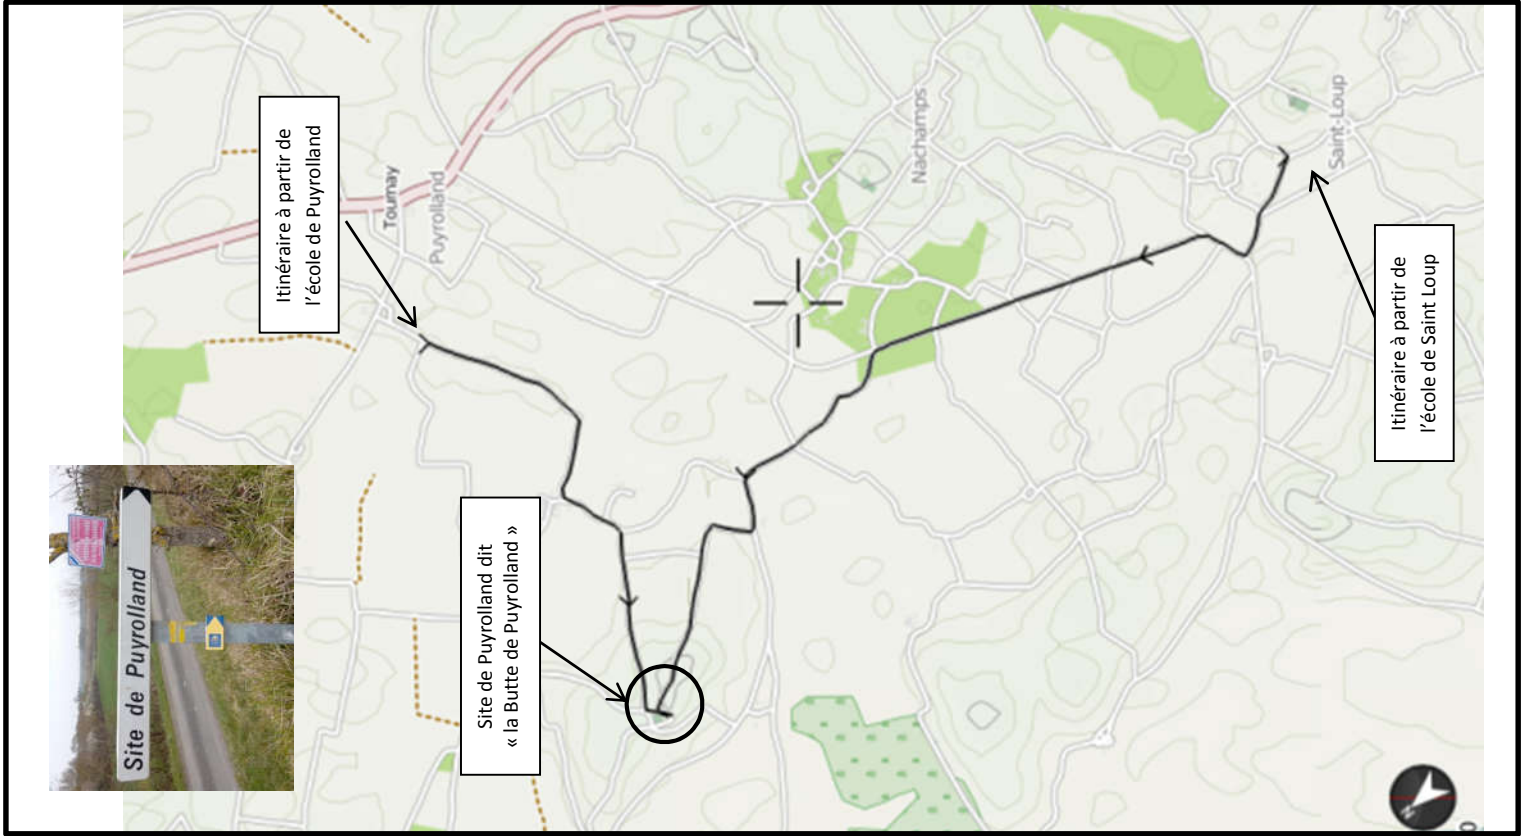 Itinéraire à partir de
l'école de Puyrolland
Tournay
Puyrolland
Nachamps
Saint-Loup
Itinéraire à partir de
l'école de Saint Loup
Site de Puyrolland dit
« la Butte de Puyrolland »
Site de Puyrolland